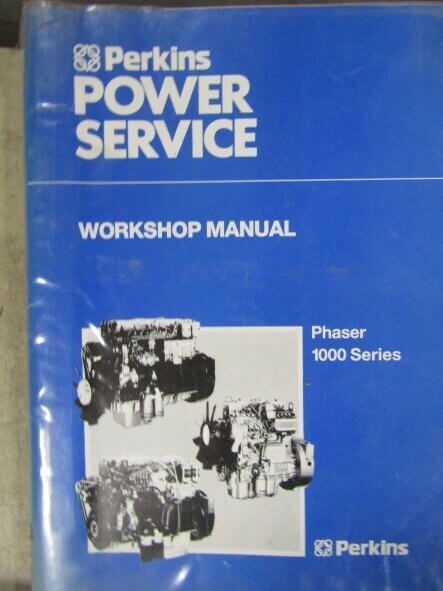 Perkins
POWER
SERVICE
WORKSHOP MANUAL
Phaser
1000 Series
Perkins